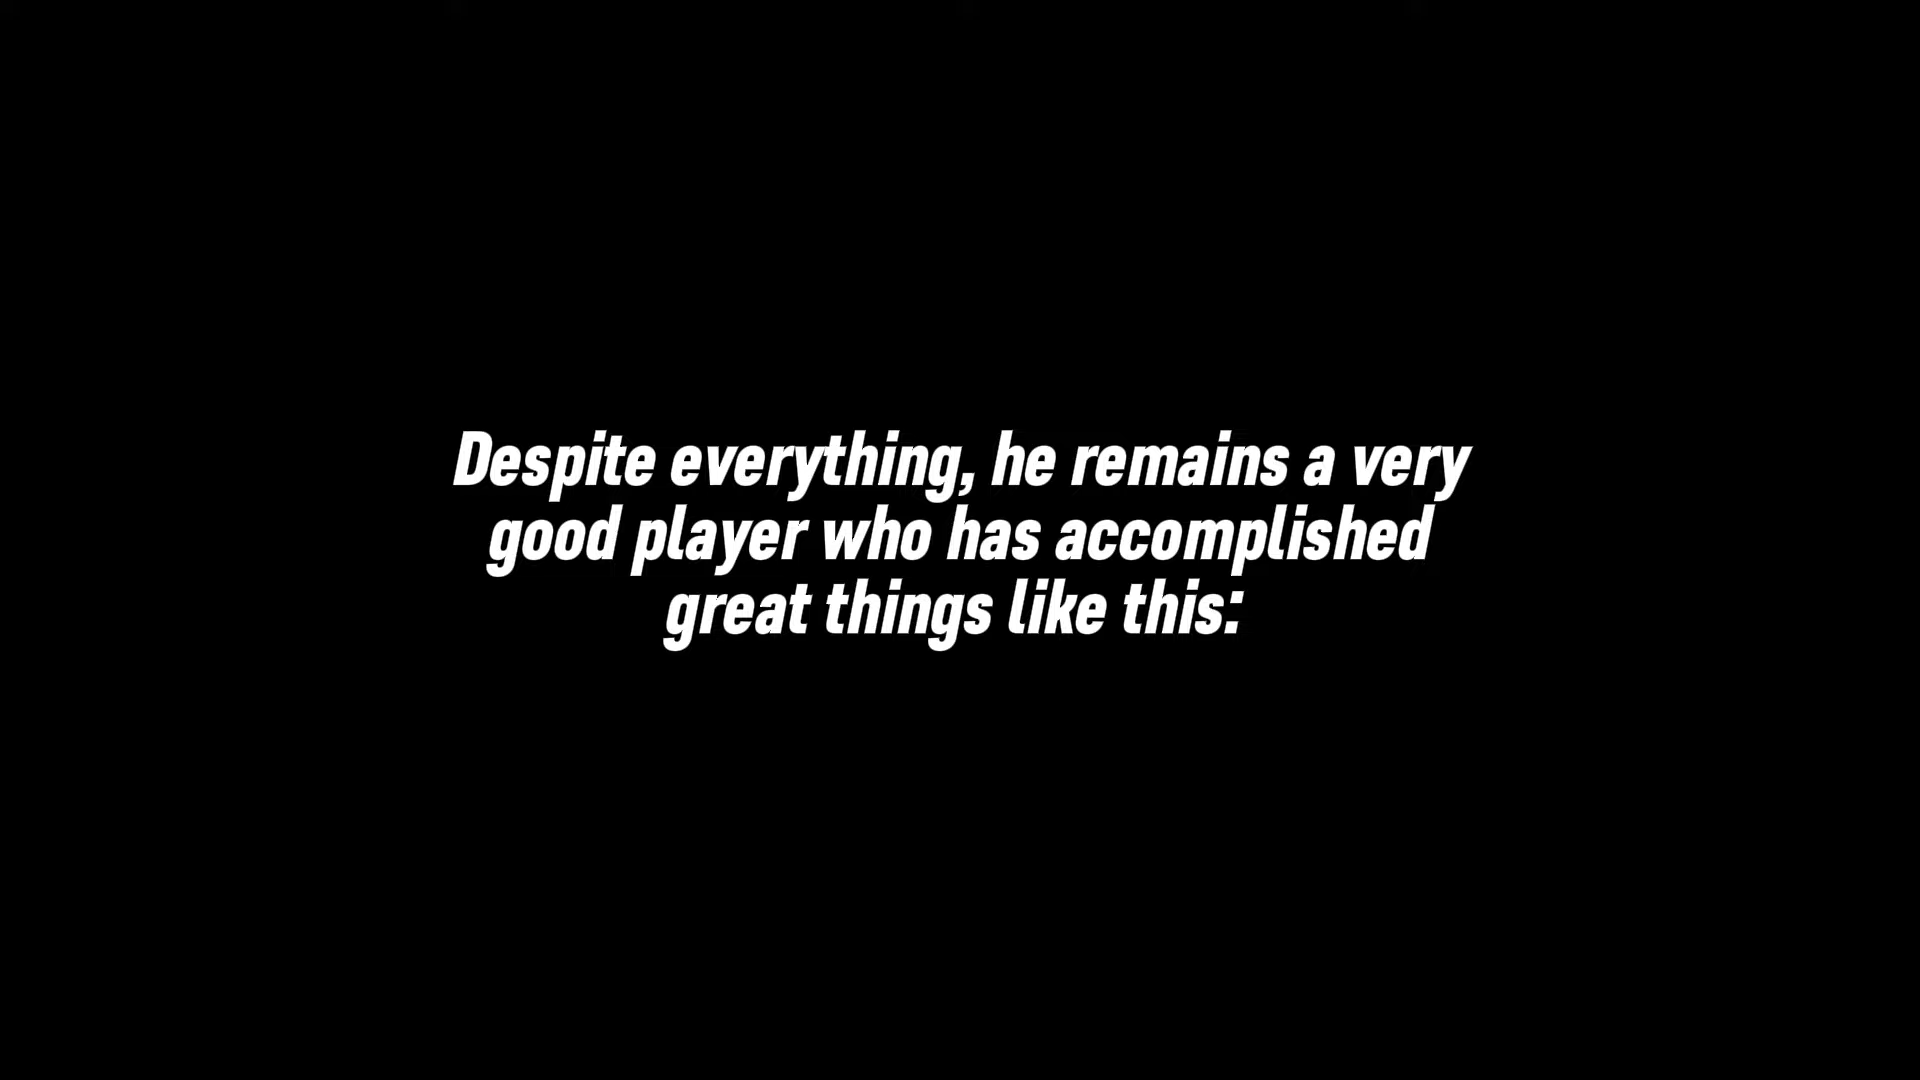 Despite everything, he remains a very
good player who has accomplished
great things like this: